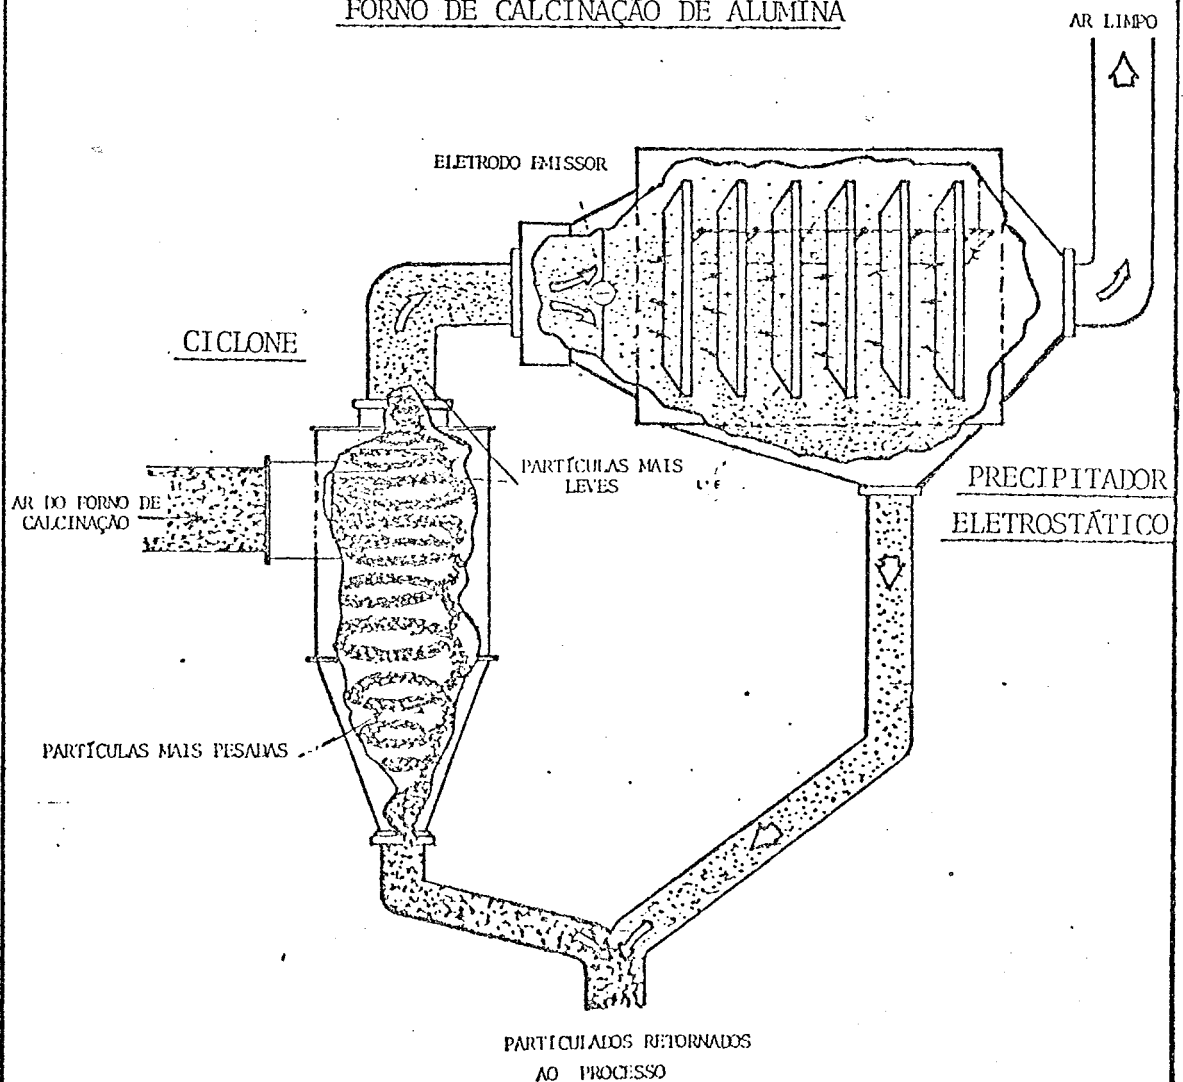 FORNO DE CALCINAÇÃO DE ALUMINA
AR LIMPO
ELETRODO EMISSOR
CICLONE
PARTÍCULAS MAIS
LEVES
AR DO FORNO DE
CALCINAÇÃO
PRECIPITADOR
ELETROSTÁTICO
PARTÍCULAS MAIS PESADAS
PARTICULADOS RETORNADOS
AO PROCESSO